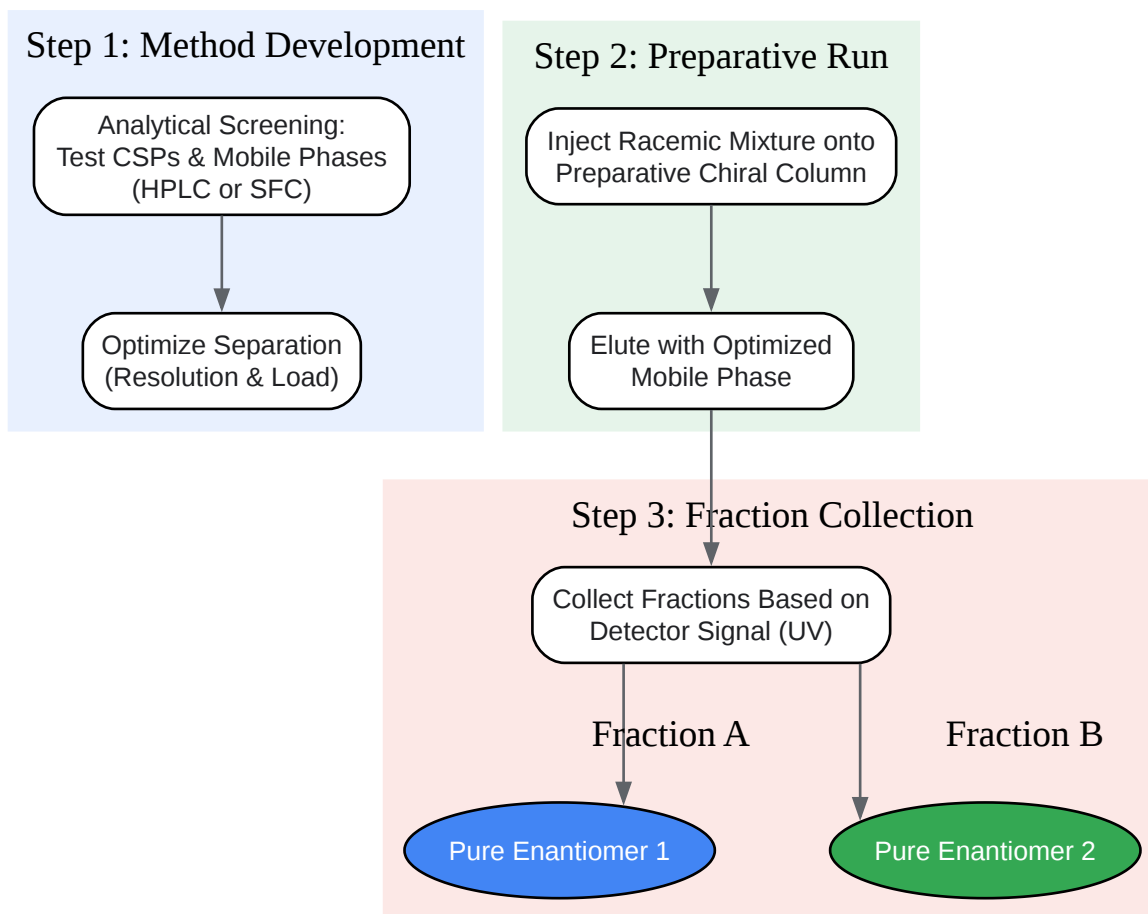 Step 1: Method Development
Analytical Screening:
Test CSPs & Mobile Phases
(HPLC or SFC)
Optimize Separation
(Resolution & Load)
Step 2: Preparative Run
Inject Racemic Mixture onto
Preparative Chiral Column
Elute with Optimized
Mobile Phase
Step 3: Fraction Collection
Collect Fractions Based on
Detector Signal (UV)
Fraction A
Fraction B
Pure Enantiomer 1
Pure Enantiomer 2